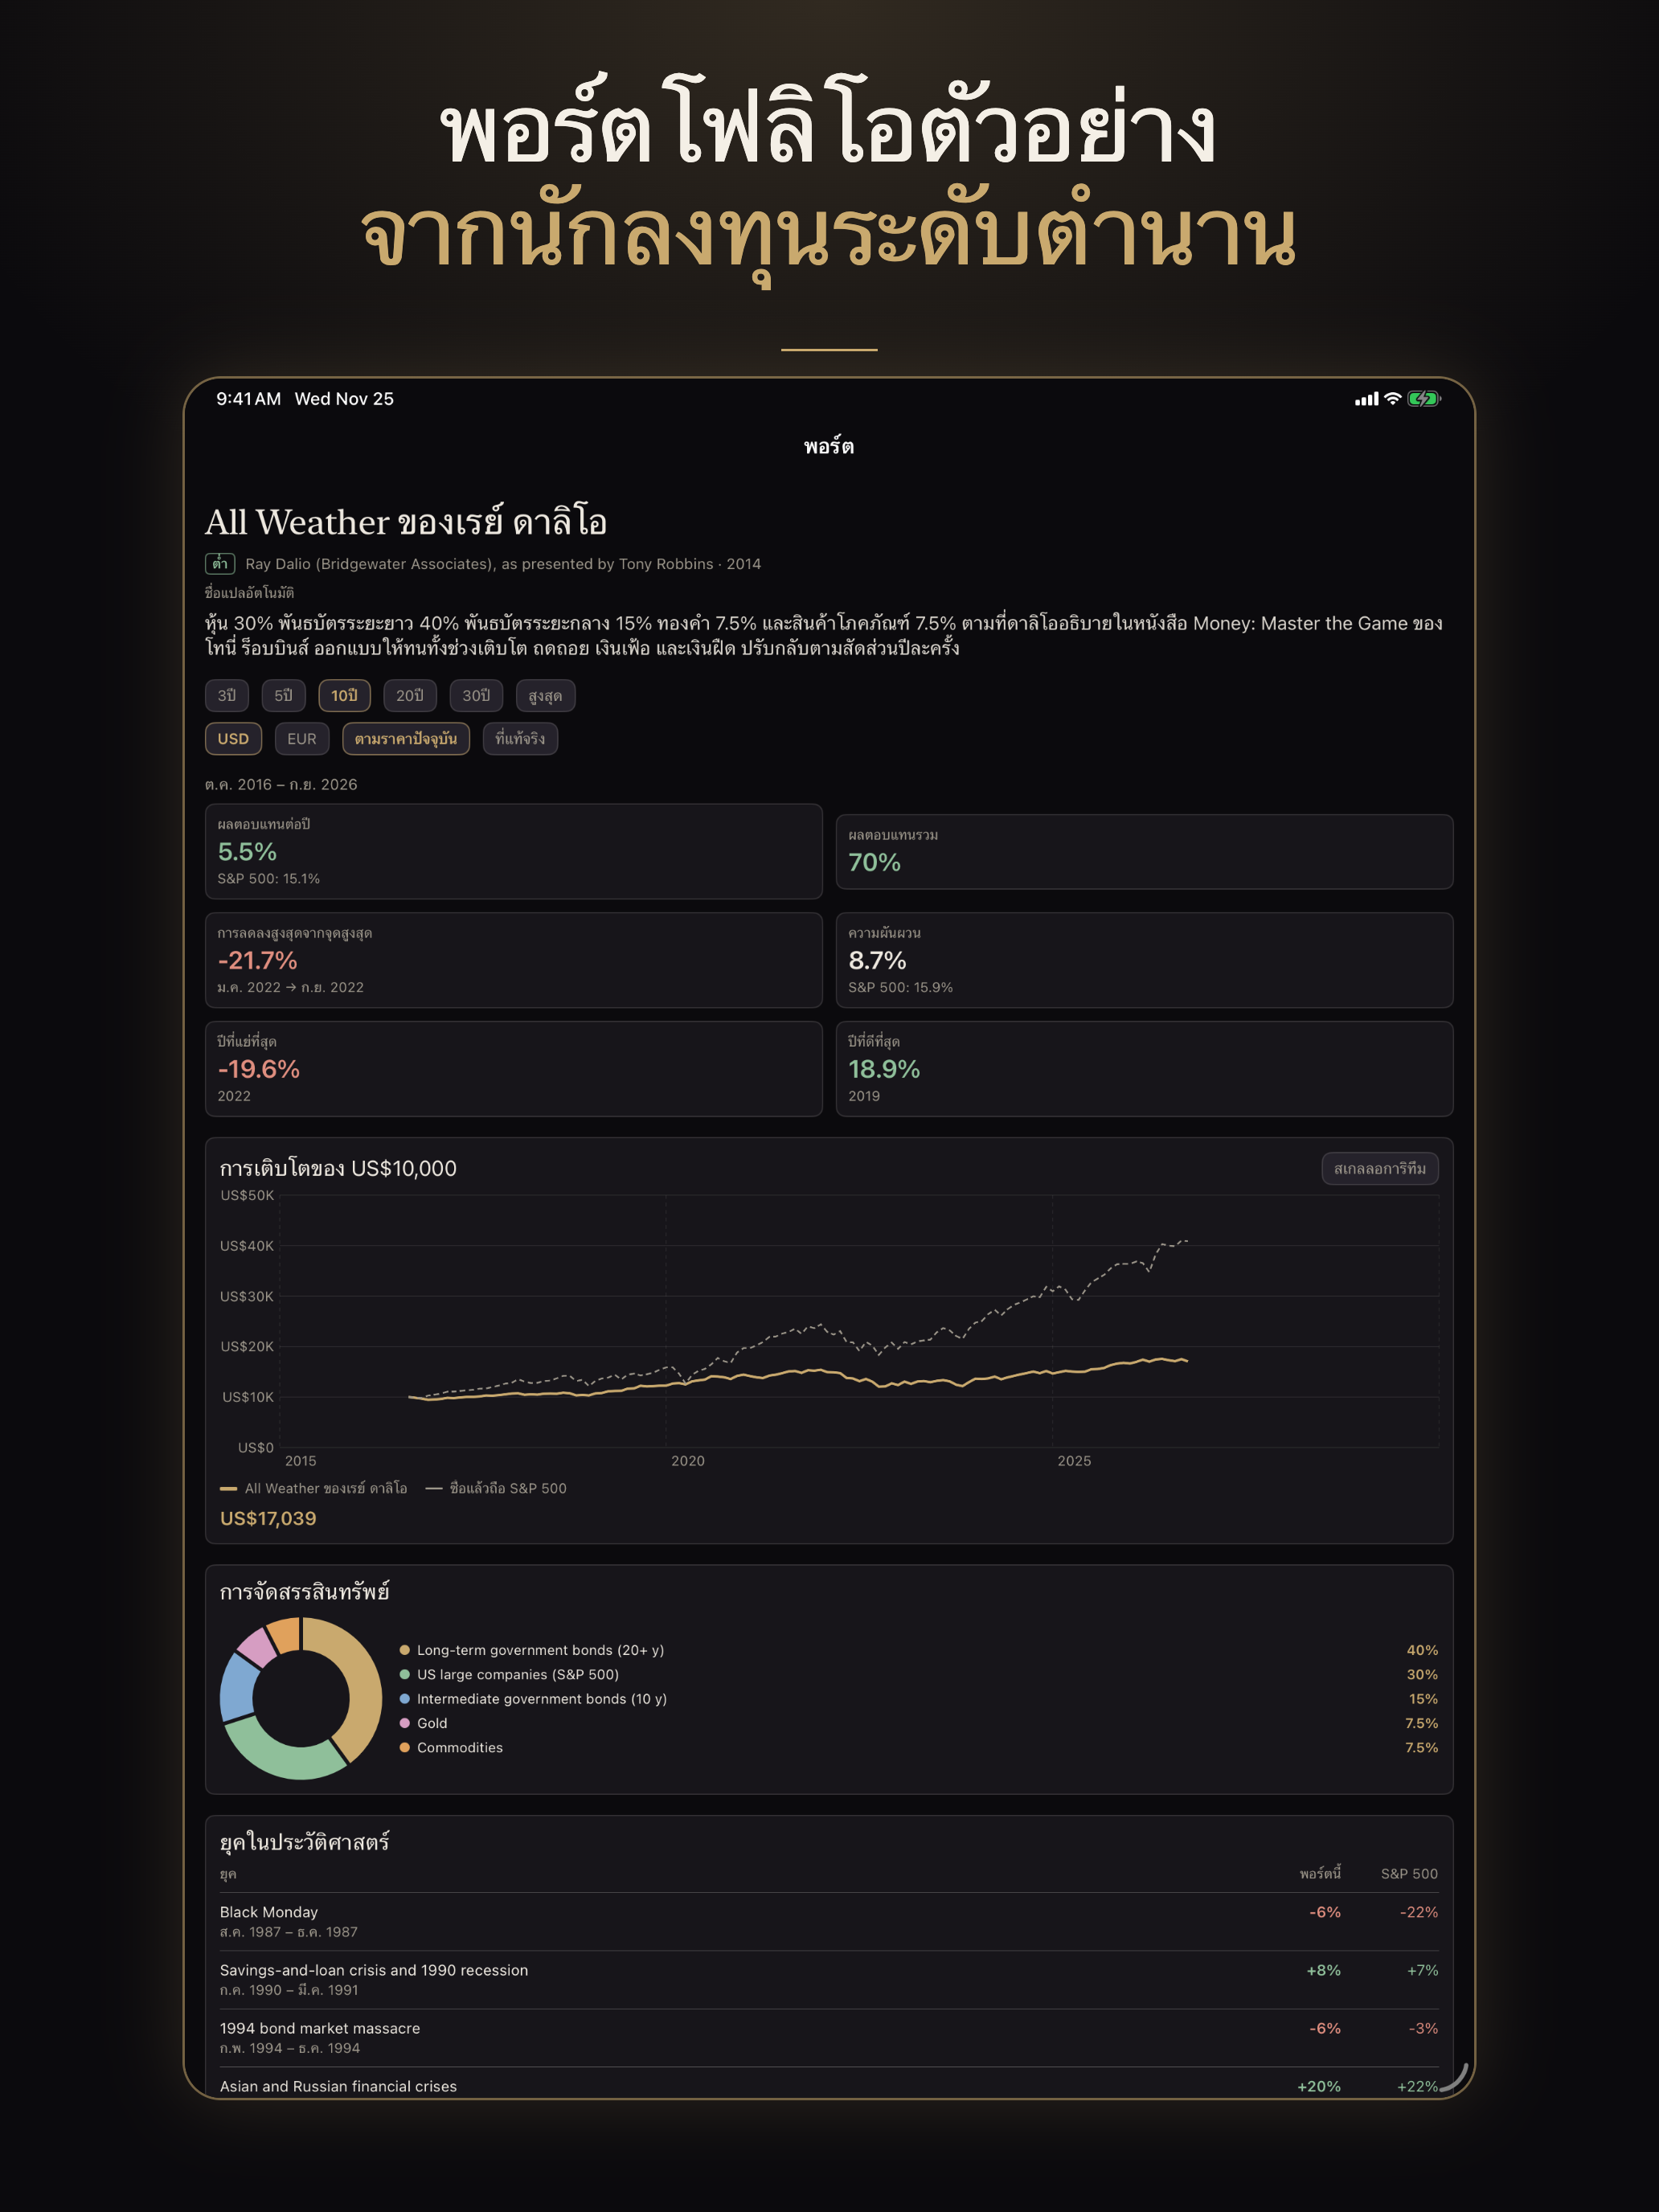 พอร์ตโฟลิโอตัวอย่าง
จากนักลงทุนระดับตำนาน
9:41 AM Wed Nov 25
พอร์ต
All Weather ของเรย์ ดาลิโอ
ต่ำ Ray Dalio (Bridgewater Associates), as presented by Tony Robbins · 2014
ชื่อแปลอัตโนมัติ
หุ้น 30% พันธบัตรระยะยาว 40% พันธบัตรระยะกลาง 15% ทองคำ 7.5% และสินค้าโภคภัณฑ์ 7.5% ตามที่ดาลิโออธิบายในหนังสือ Money: Master the Game ของ
โทนี่ ร็อบบินส์ ออกแบบให้ทนทั้งช่วงเติบโต ถดถอย เงินเฟ้อ และเงินฝืด ปรับกลับตามสัดส่วนปีละครั้ง
3ปี 5ปี 10ปี 20ปี 30ปี สูงสุด
USD EUR ตามราคาปัจจุบัน ที่แท้จริง
ต.ค. 2016 – ก.ย. 2026
ผลตอบแทนต่อปี
5.5%
S&P 500: 15.1%
ผลตอบแทนรวม
70%
การลดลงสูงสุดจากจุดสูงสุด
-21.7%
ม.ค. 2022 → ก.ย. 2022
ความผันผวน
8.7%
S&P 500: 15.9%
ปีที่แย่ที่สุด
-19.6%
2022
ปีที่ดีที่สุด
18.9%
2019
การเติบโตของ US$10,000
สเกลลอการิทึม
US$50K
US$40K
US$30K
US$20K
US$10K
US$0
2015 2020 2025
All Weather ของเรย์ ดาลิโอ ซื้อแล้วถือ S&P 500
US$17,039
การจัดสรรสินทรัพย์
Long-term government bonds (20+ y) 40%
US large companies (S&P 500) 30%
Intermediate government bonds (10 y) 15%
Gold 7.5%
Commodities 7.5%
ยุคในประวัติศาสตร์
ยุค พอร์ตนี้ S&P 500
Black Monday -6% -22%
ส.ค. 1987 – ธ.ค. 1987
Savings-and-loan crisis and 1990 recession +8% +7%
ก.ค. 1990 – มี.ค. 1991
1994 bond market massacre -6% -3%
ก.พ. 1994 – ธ.ค. 1994
Asian and Russian financial crises +20% +22%